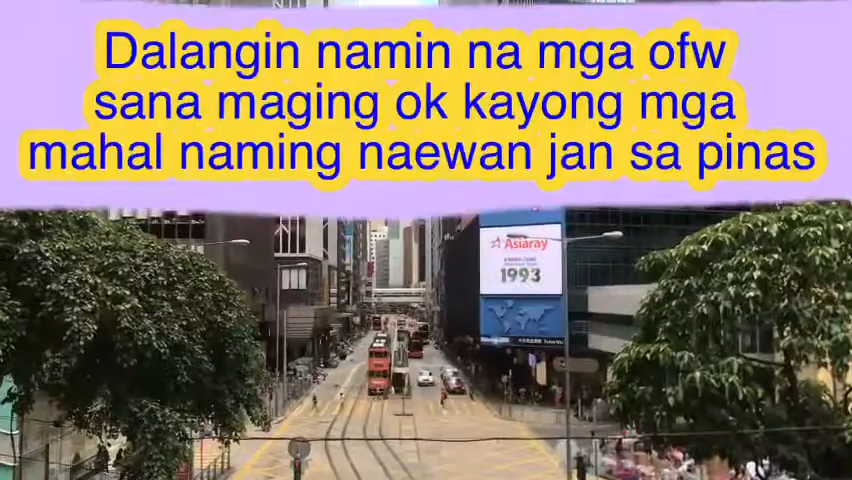 Dalangin namin na mga ofw
sana maging ok kayong mga
mahal naming naewan jan sa pinas
Asiaray
1993